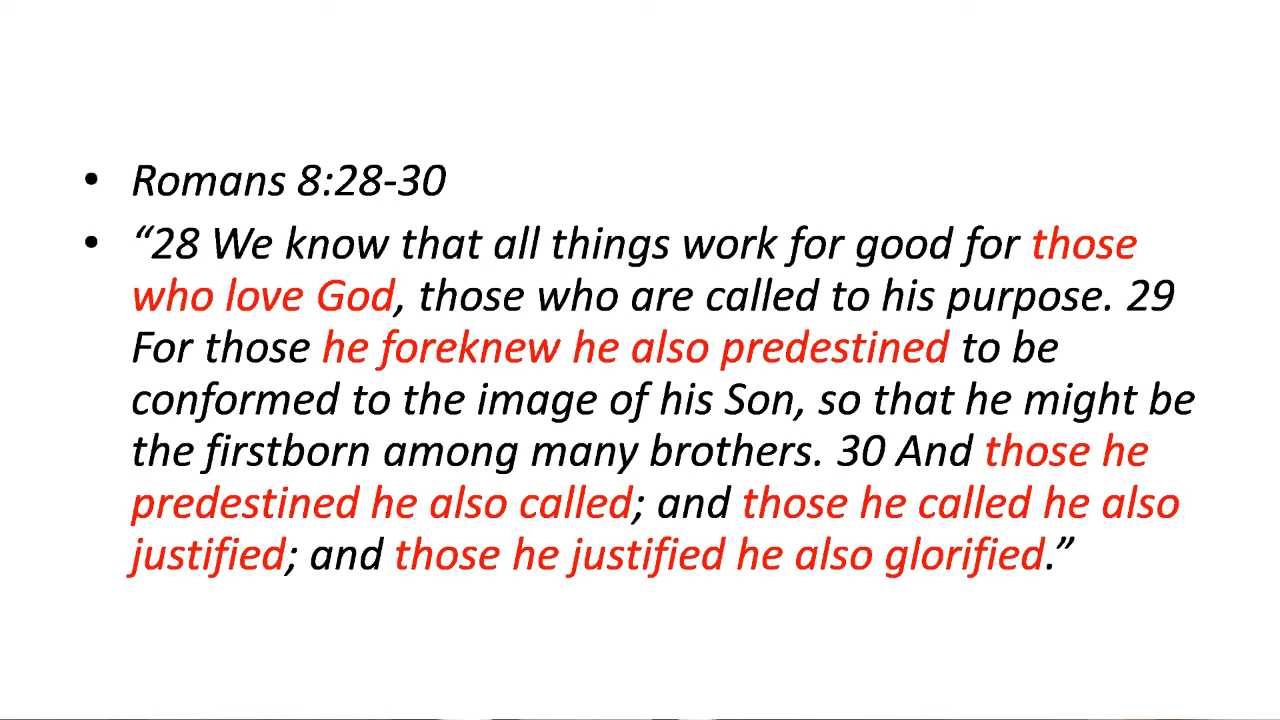 • Romans 8:28-30
• “28 We know that all things work for good for those
who love God, those who are called to his purpose. 29
For those he foreknew he also predestined to be
conformed to the image of his Son, so that he might be
the firstborn among many brothers. 30 And those he
predestined he also called; and those he called he also
justified; and those he justified he also glorified.”